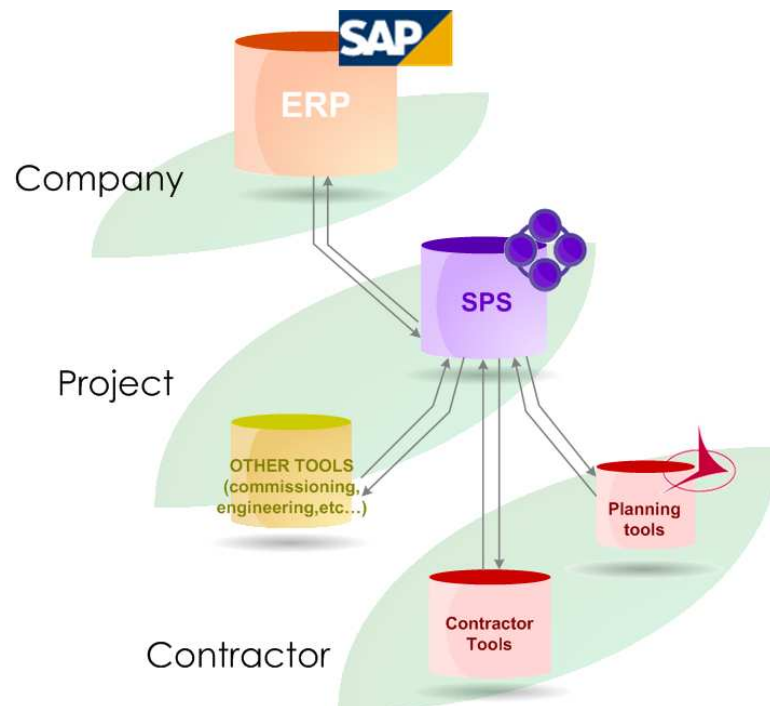 SAP
ERP
Company
SPS
Project
OTHER TOOLS
(commissioning,
engineering,etc...)
Planning
tools
Contractor
Tools
Contractor